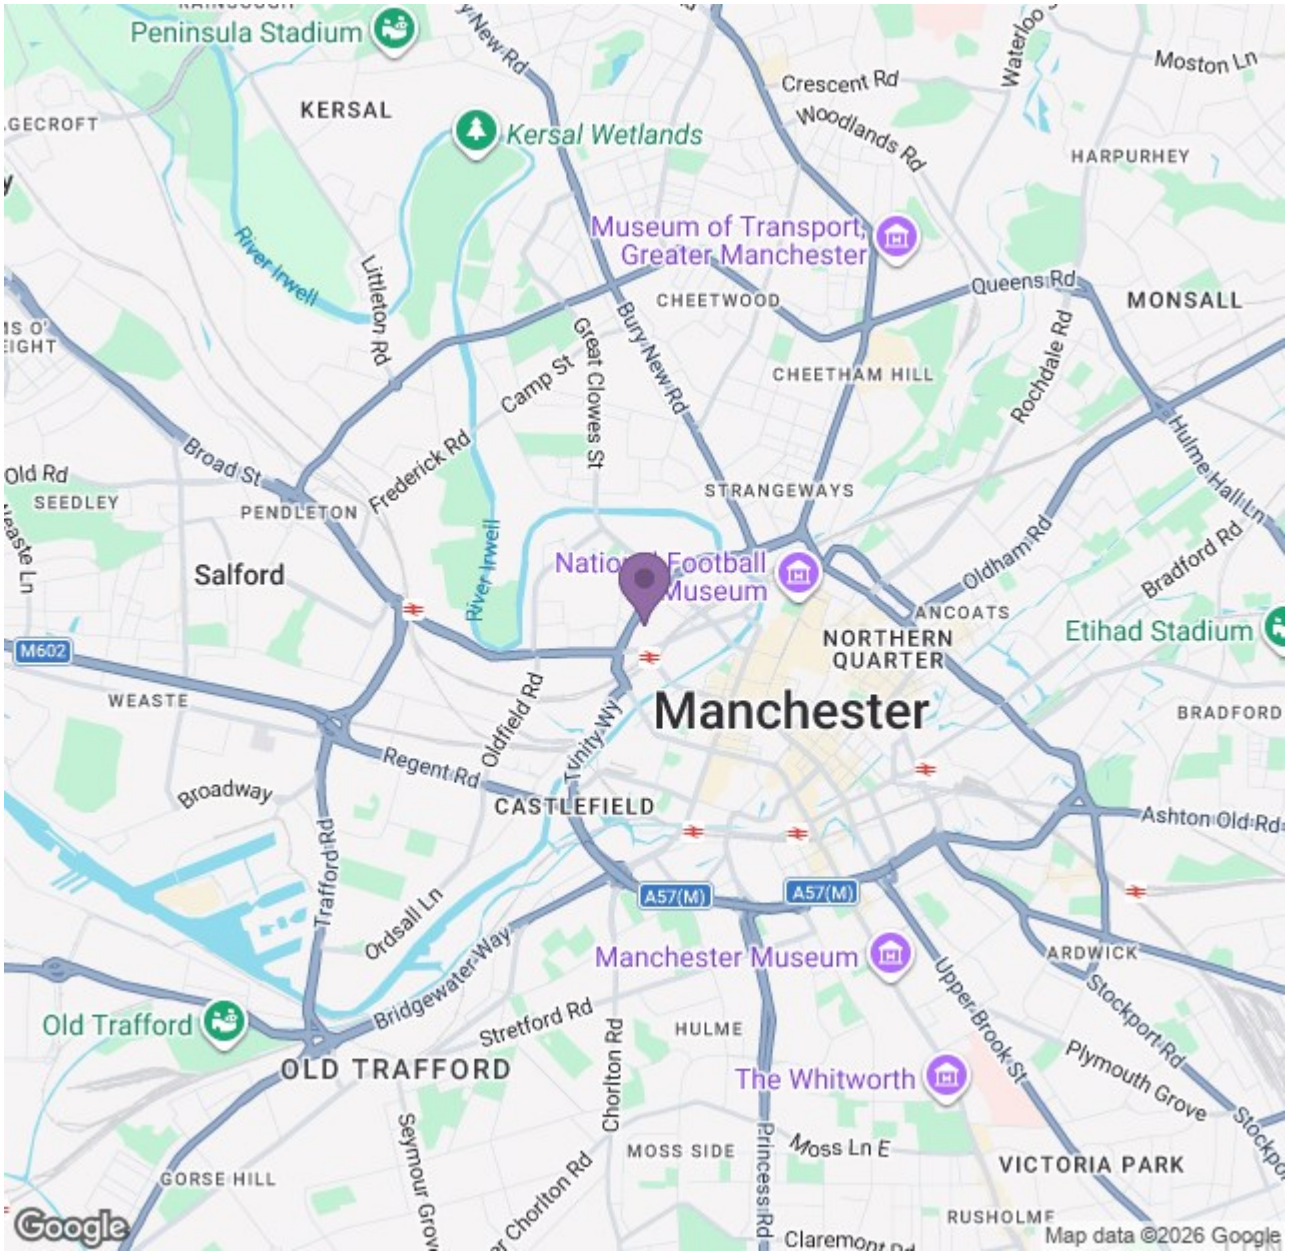 Peninsula Stadium
Bury New Rd
Crescent Rd
Moston Ln
Woodlands Rd
KERSAL
Kersal Wetlands
HARPURHEY
River Irwell
Littleton Rd
Museum of Transport,
Greater Manchester
CHEETWOOD
Queens Rd
MONSALL
Great Clowes St
Bury New Rd
Camp St
CHEETHAM HILL
Rochdale Rd
Broad St
Frederick Rd
Hulme Hall Ln
Old Rd
SEEDLEY
PENDLETON
STRANGEWAYS
Salford
River Irwell
National Football
Museum
Oldham Rd
Bradford Rd
ANCOATS
Etihad Stadium
NORTHERN
QUARTER
M602
WEASTE
Oldfield Rd
Trinity Wy
Manchester
BRADFORD
Regent Rd
Broadway
CASTLEFIELD
Ashton Old Rd
Trafford Rd
A57(M)
A57(M)
Ordsall Ln
Bridgewater Way
Manchester Museum
ARDWICK
Upper Brook St
Stockport Rd
Old Trafford
Stretford Rd
HULME
OLD TRAFFORD
Chorlton Rd
The Whitworth
Plymouth Grove
Seymour Grove
MOSS SIDE
Princess Rd
Moss Ln E
VICTORIA PARK
GORSE HILL
RUSHOLME
Claremont Rd
Google
Map data ©2026 Google